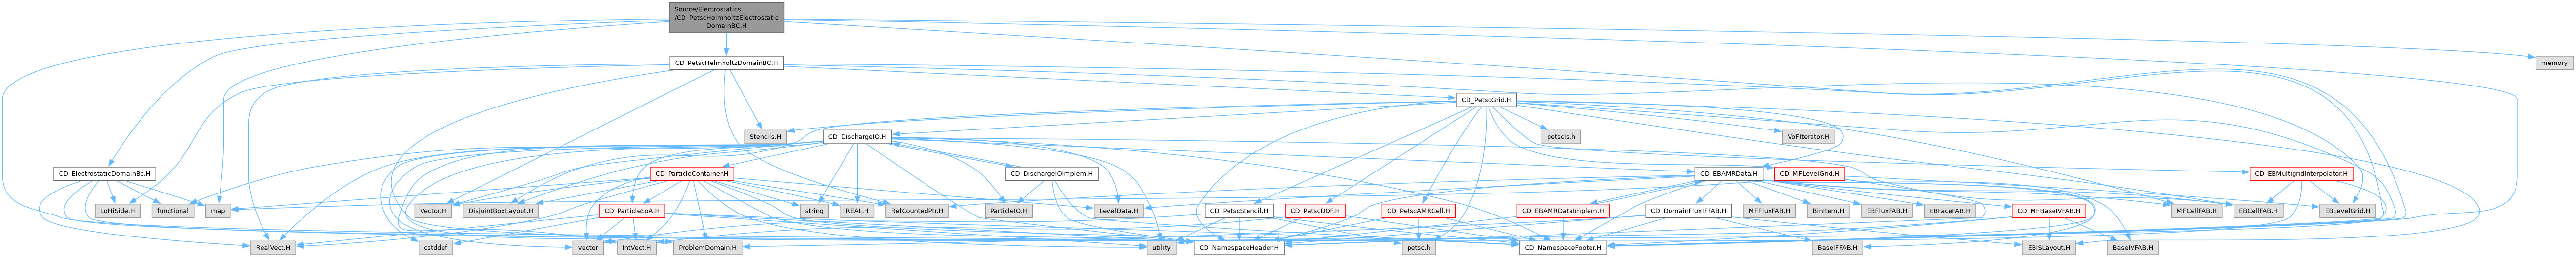 Source/Electrostatics
/CD_PetscHelmholtzElectrostatic
DomainBC.H
CD_PetscHelmholtzDomainBC.H
memory
CD_PetscGrid.H
Stencils.H
CD_DischargeIO.H
petscis.h
VoFIterator.H
CD_ElectrostaticDomainBc.H
CD_ParticleContainer.H
CD_DischargeIOImplem.H
CD_EBAMRData.H
CD_MFLevelGrid.H
CD_EBMultigridInterpolator.H
LoHiSide.H
functional
map
Vector.H
DisjointBoxLayout.H
CD_ParticleSoA.H
string
REAL.H
RefCountedPtr.H
ParticleIO.H
LevelData.H
CD_PetscStencil.H
CD_PetscDOF.H
CD_PetscAMRCell.H
CD_EBAMRDataImplem.H
CD_DomainFluxIFFAB.H
MFFluxFAB.H
BinItem.H
EBFluxFAB.H
EBFaceFAB.H
CD_MFBaseIVFAB.H
MFCellFAB.H
EBCellFAB.H
EBLevelGrid.H
RealVect.H
cstddef
vector
IntVect.H
ProblemDomain.H
utility
CD_NamespaceHeader.H
petsc.h
CD_NamespaceFooter.H
BaseIFFAB.H
EBISLayout.H
BaseIVFAB.H